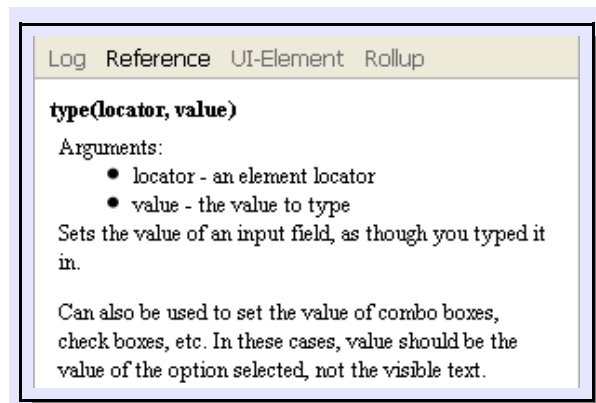 Log Reference UI-Element Rollup
type(locator, value)
Arguments:
● locator - an element locator
● value - the value to type
Sets the value of an input field, as though you typed it
in.
Can also be used to set the value of combo boxes,
check boxes, etc. In these cases, value should be the
value of the option selected, not the visible text.